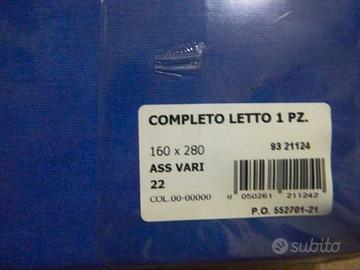 COMPLETO LETTO 1 PZ.
160 x 280 93 21124
ASS VARI
22
COL.00-00000 8 050261 211242
P.O. 552701-21
subito